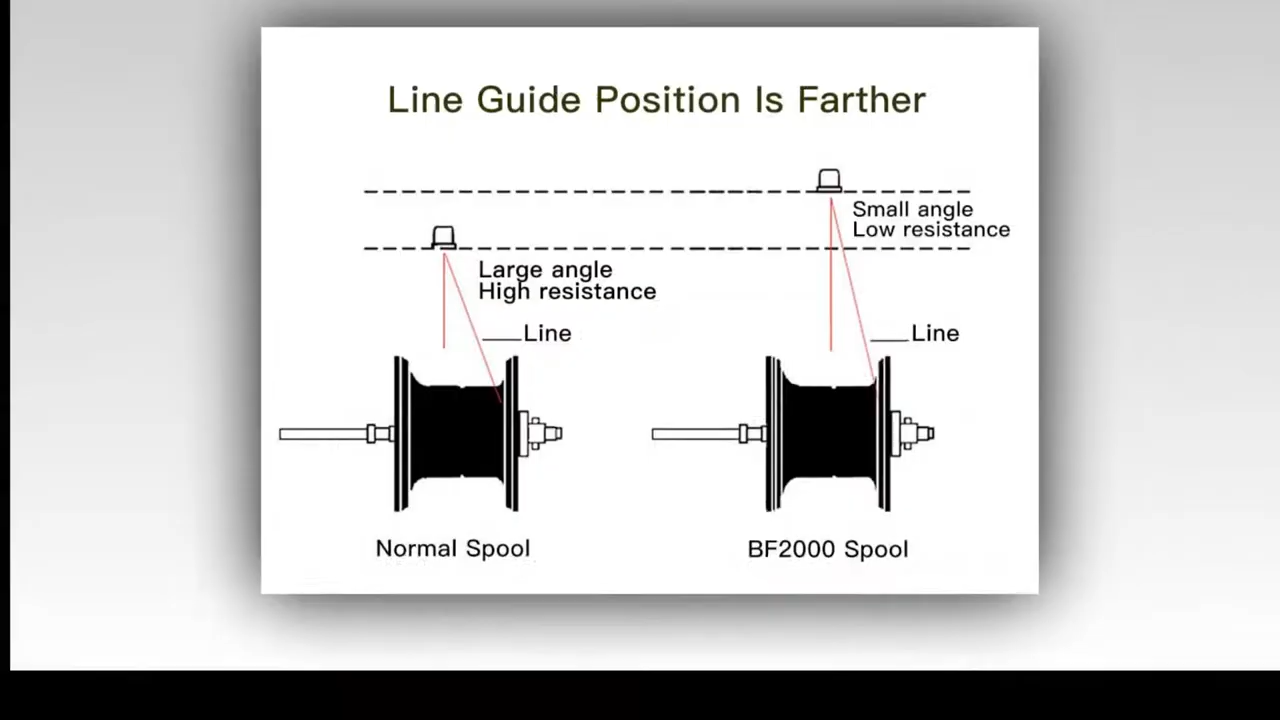 Line Guide Position Is Farther
Small angle
Low resistance
Large angle
High resistance
Line
Line
Normal Spool
BF2000 Spool